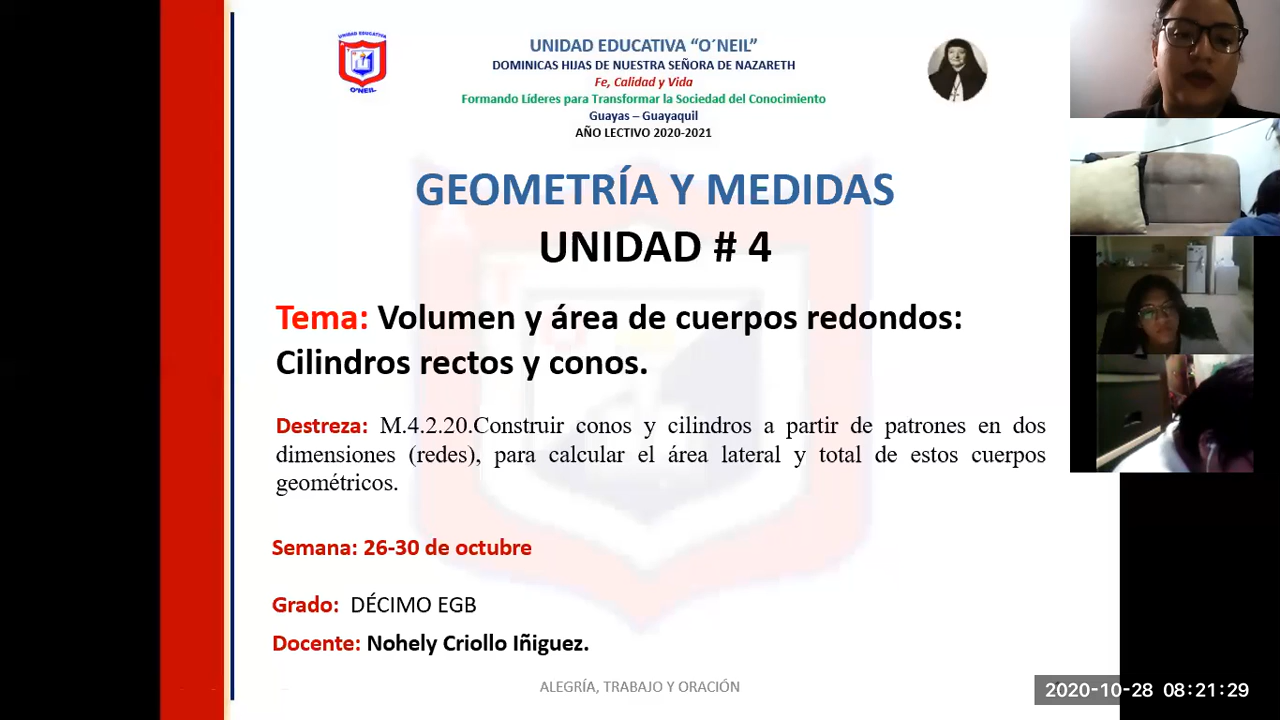 UNIDAD EDUCATIVA
O´NEIL
UNIDAD EDUCATIVA “O´NEIL”
DOMINICAS HIJAS DE NUESTRA SEÑORA DE NAZARETH
Fe, Calidad y Vida
Formando Líderes para Transformar la Sociedad del Conocimiento
Guayas – Guayaquil
AÑO LECTIVO 2020-2021
GEOMETRÍA Y MEDIDAS
UNIDAD # 4
Tema: Volumen y área de cuerpos redondos:
Cilindros rectos y conos.
Destreza: M.4.2.20.Construir conos y cilindros a partir de patrones en dos
dimensiones (redes), para calcular el área lateral y total de estos cuerpos
geométricos.
Semana: 26-30 de octubre
Grado: DÉCIMO EGB
Docente: Nohely Criollo Iñiguez.
ALEGRÍA, TRABAJO Y ORACIÓN
2020-10-28 08:21:29